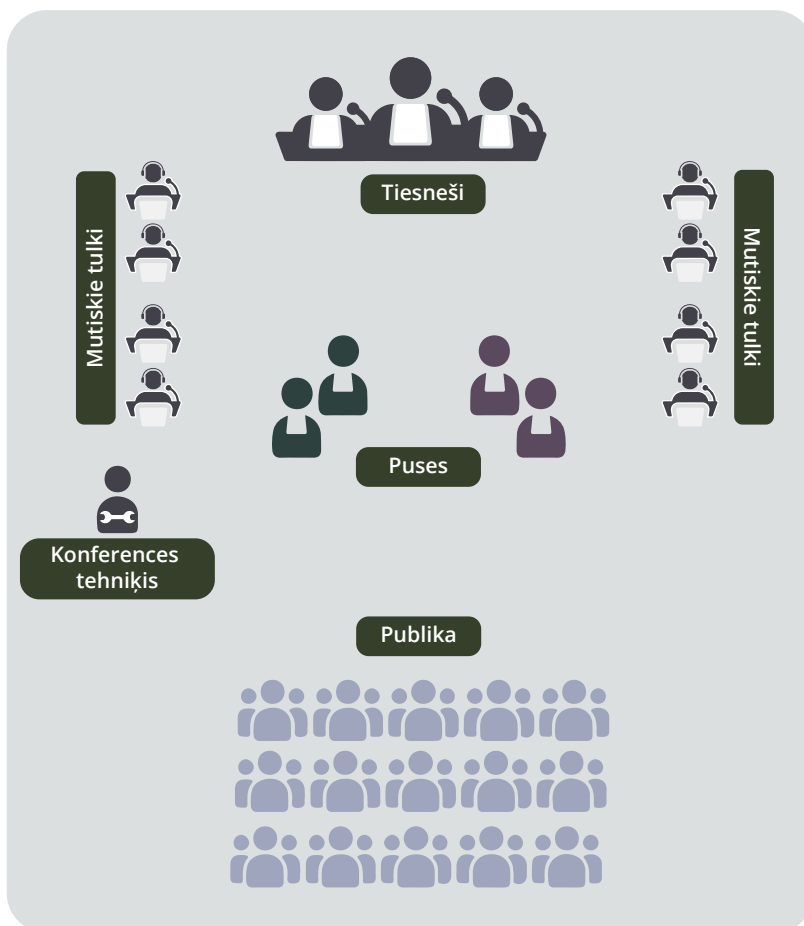 Tiesneši
Mutiskie tulki
Mutiskie tulki
Puses
Konferences
tehniķis
Publika